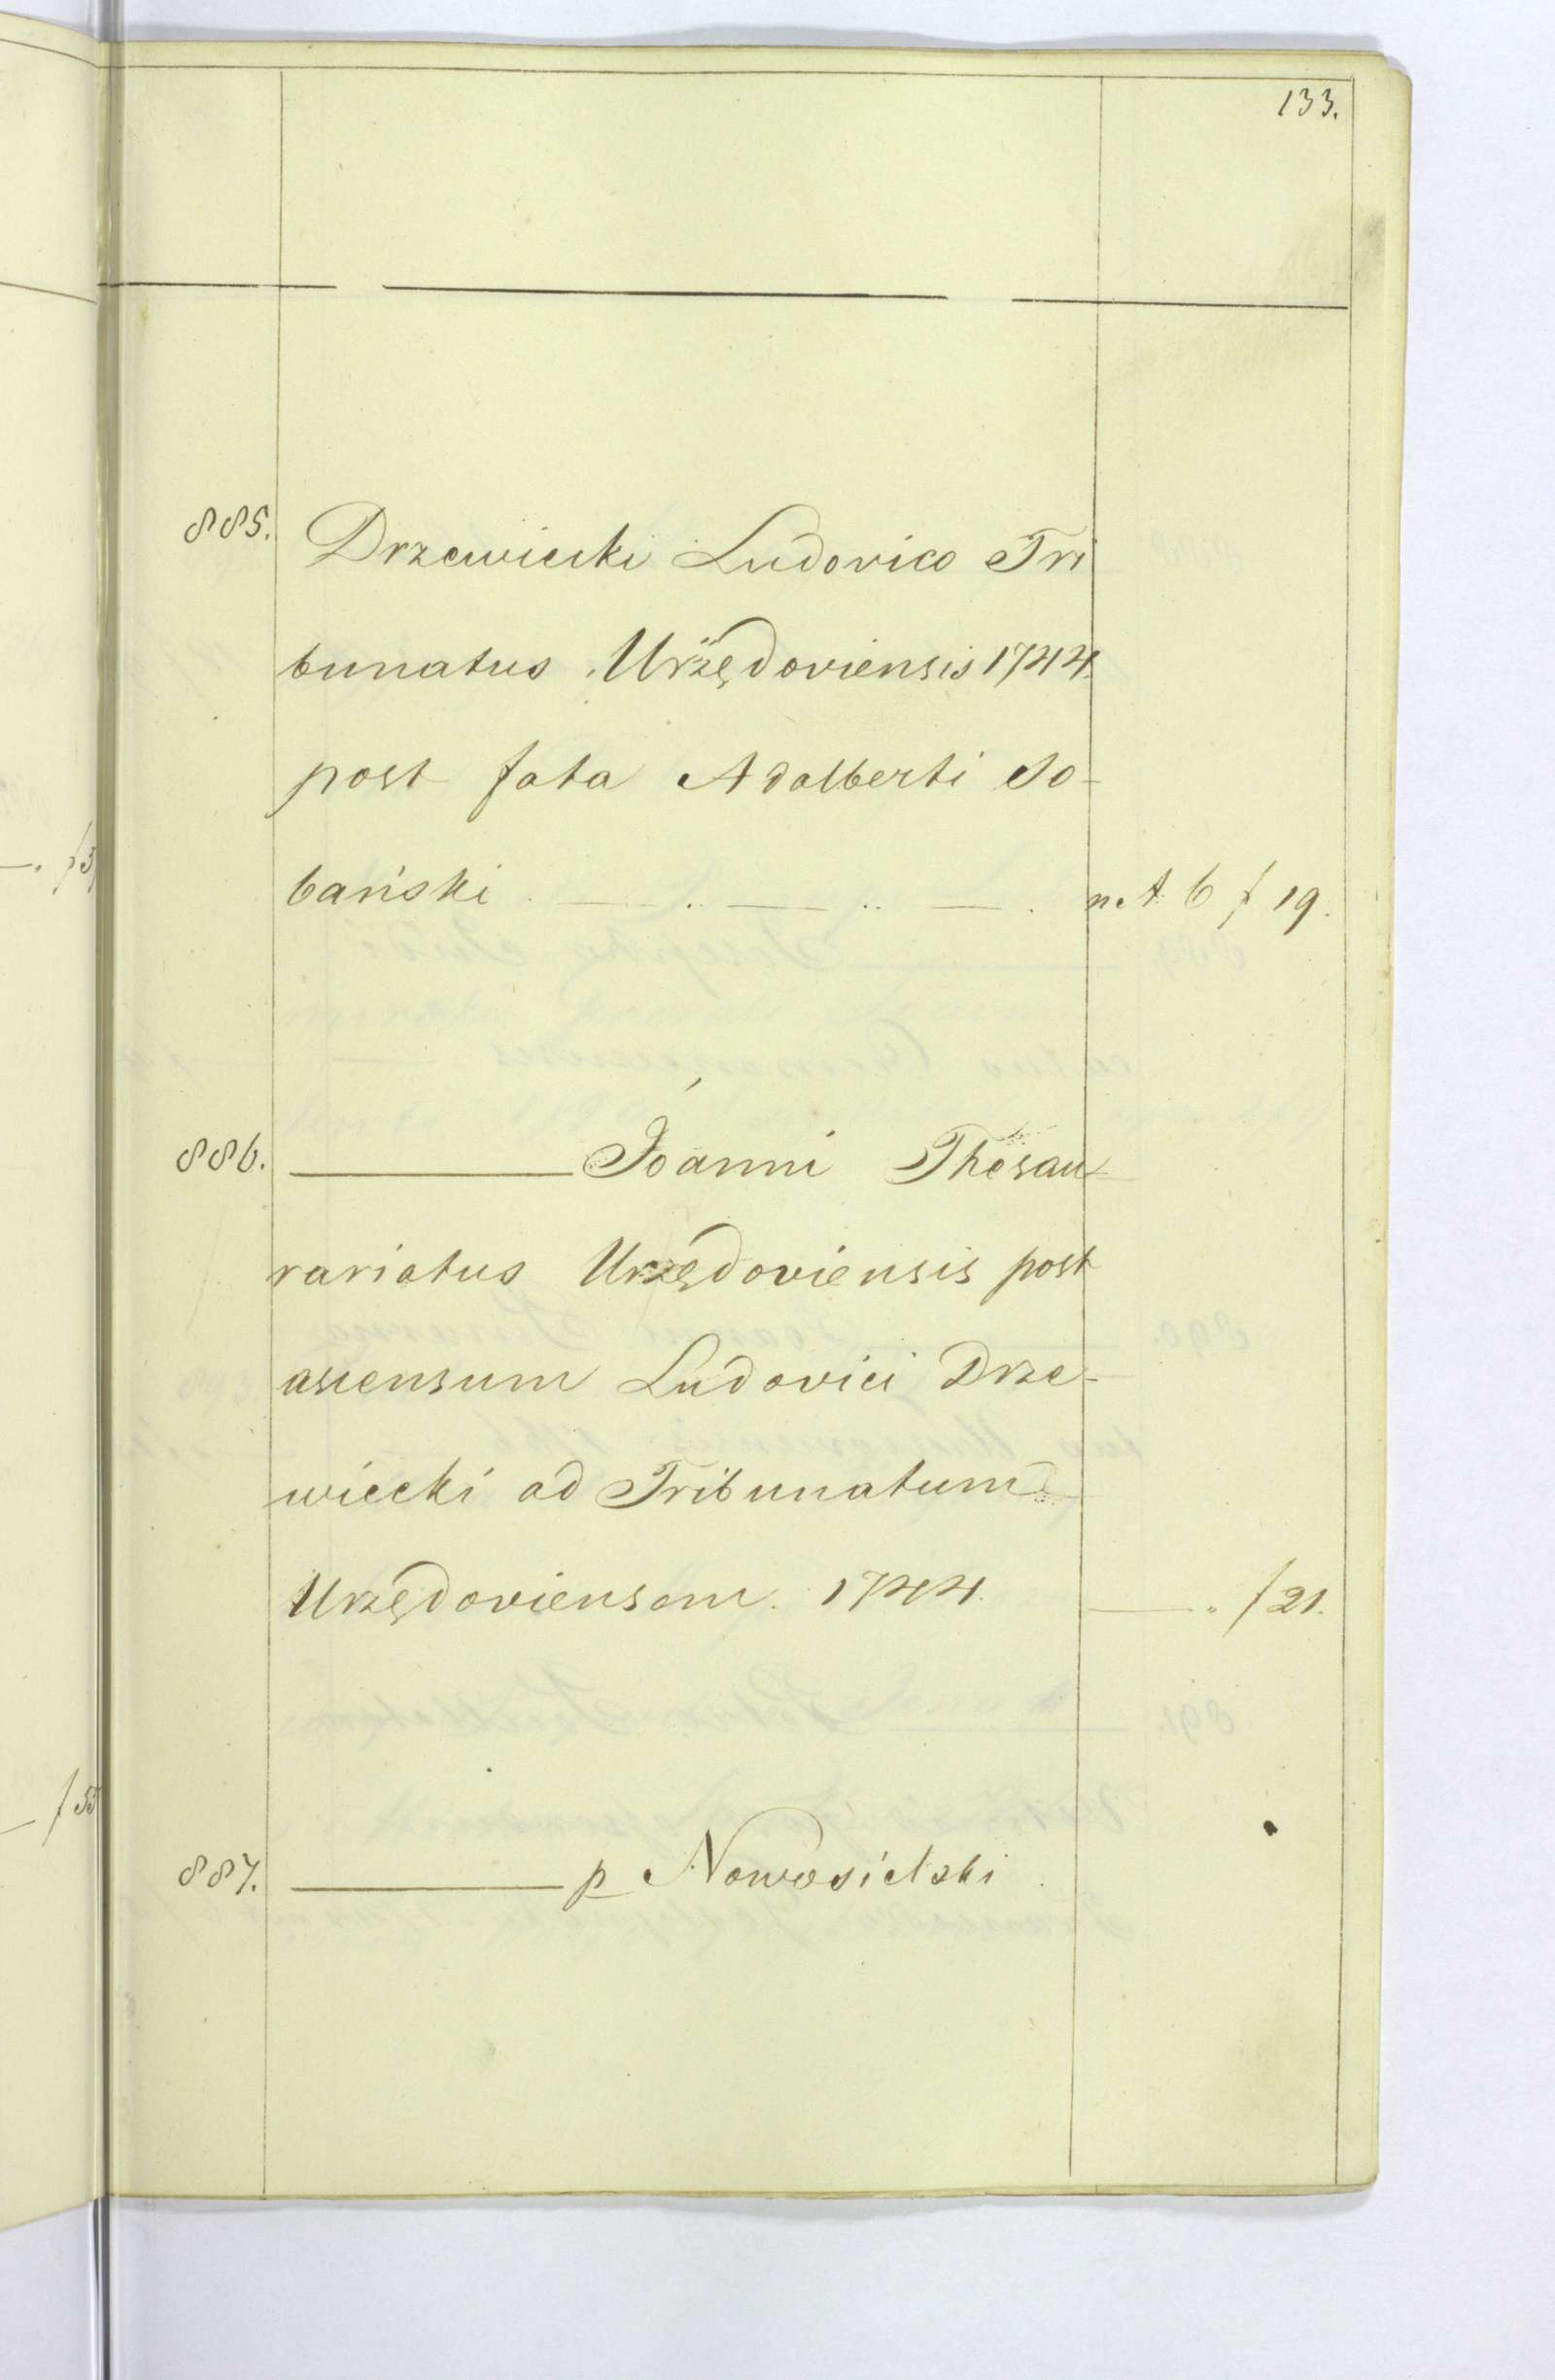 133.
885. Drzewiecki Ludovico Tri
bunatus Urzędoviensis 1744.
post fata Adalberti So-
bański . — .. — .. — . n A 6 f 19.
886. ——— Joanni Thesau
rariatus Urzędoviensis post
ascensum Ludovici Drze-
wiecki ad Tribunatum
Urzędoviensem. 1744. — „ f 21.
887. ——— p Nowosielski